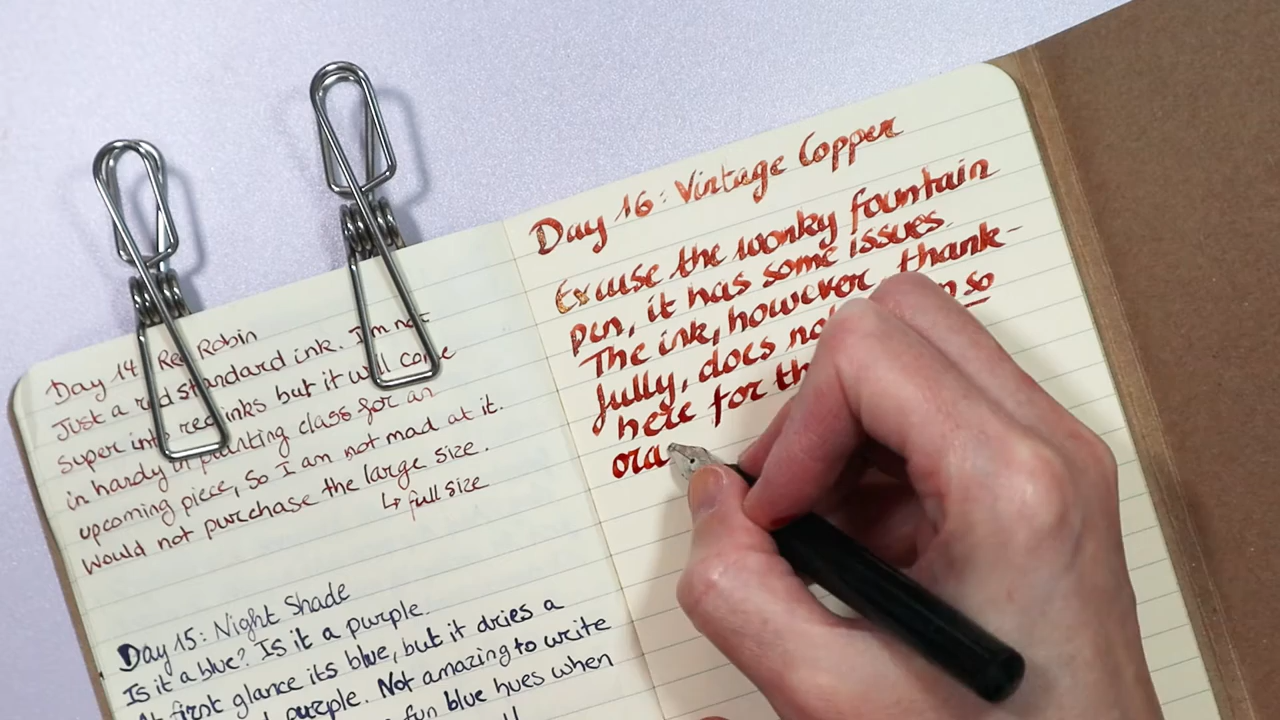 Day 14 Red Robin
Just a red standard ink. I'm not
super into red inks but it will come
in handy in painting class for an
upcoming piece, so I am not mad at it.
Would not purchase the large size.
↳ full size
Day 15: Night Shade
Is it a blue? Is it a purple.
At first glance its blue, but it dries a
purple. Not amazing to write
fun blue hues when
Day 16: Vintage Copper
Excuse the wonky fountain
pen, it has some issues.
The ink, however, thank-
fully, does not so
here for th
ora